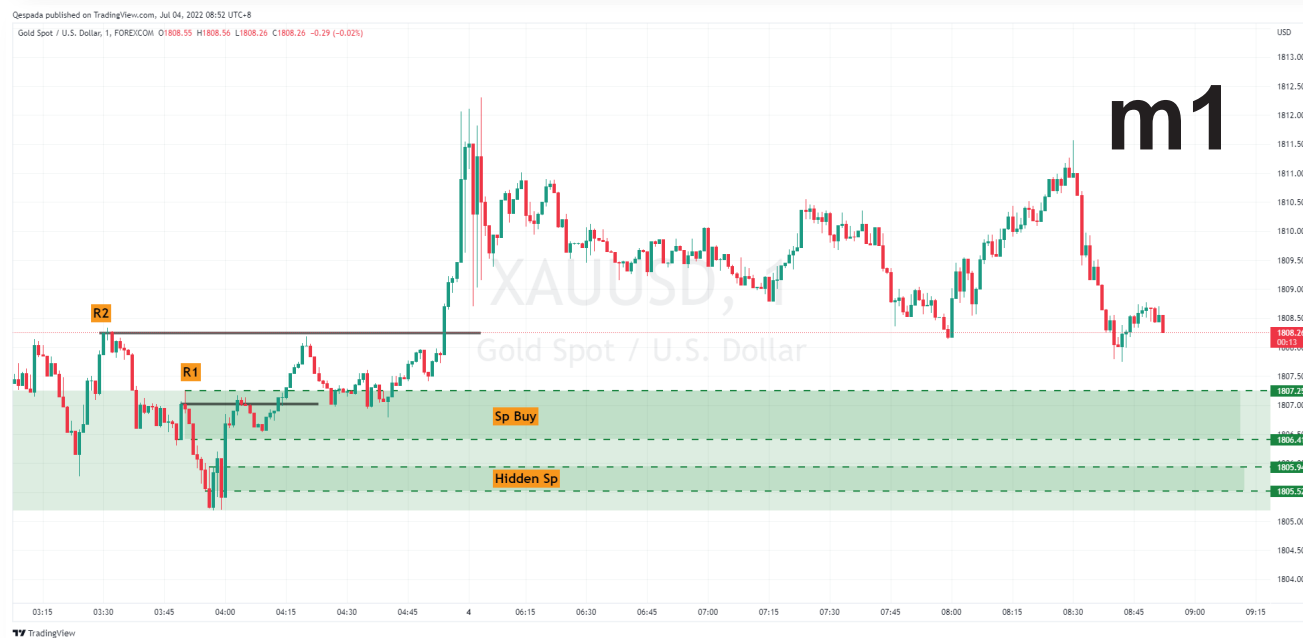 Qespada published on TradingView.com, Jul 04, 2022 08:52 UTC+8
Gold Spot / U.S. Dollar, 1, FOREXCOM O1808.55 H1808.56 L1808.26 C1808.26 −0.29 (−0.02%)
USD
m1
1813.00
1812.50
1812.00
1811.50
1811.00
1810.50
1810.00
1809.50
1809.00
1808.50
XAUUSD, 1
R2
1808.26
00:13
Gold Spot / U.S. Dollar
R1
1807.50
1807.25
1807.00
Sp Buy
1806.41
1805.94
Hidden Sp
1805.52
1805.00
1804.50
1804.00
03:15 03:30 03:45 04:00 04:15 04:30 04:45 4 06:15 06:30 06:45 07:00 07:15 07:30 07:45 08:00 08:15 08:30 08:45 09:00 09:15
TradingView